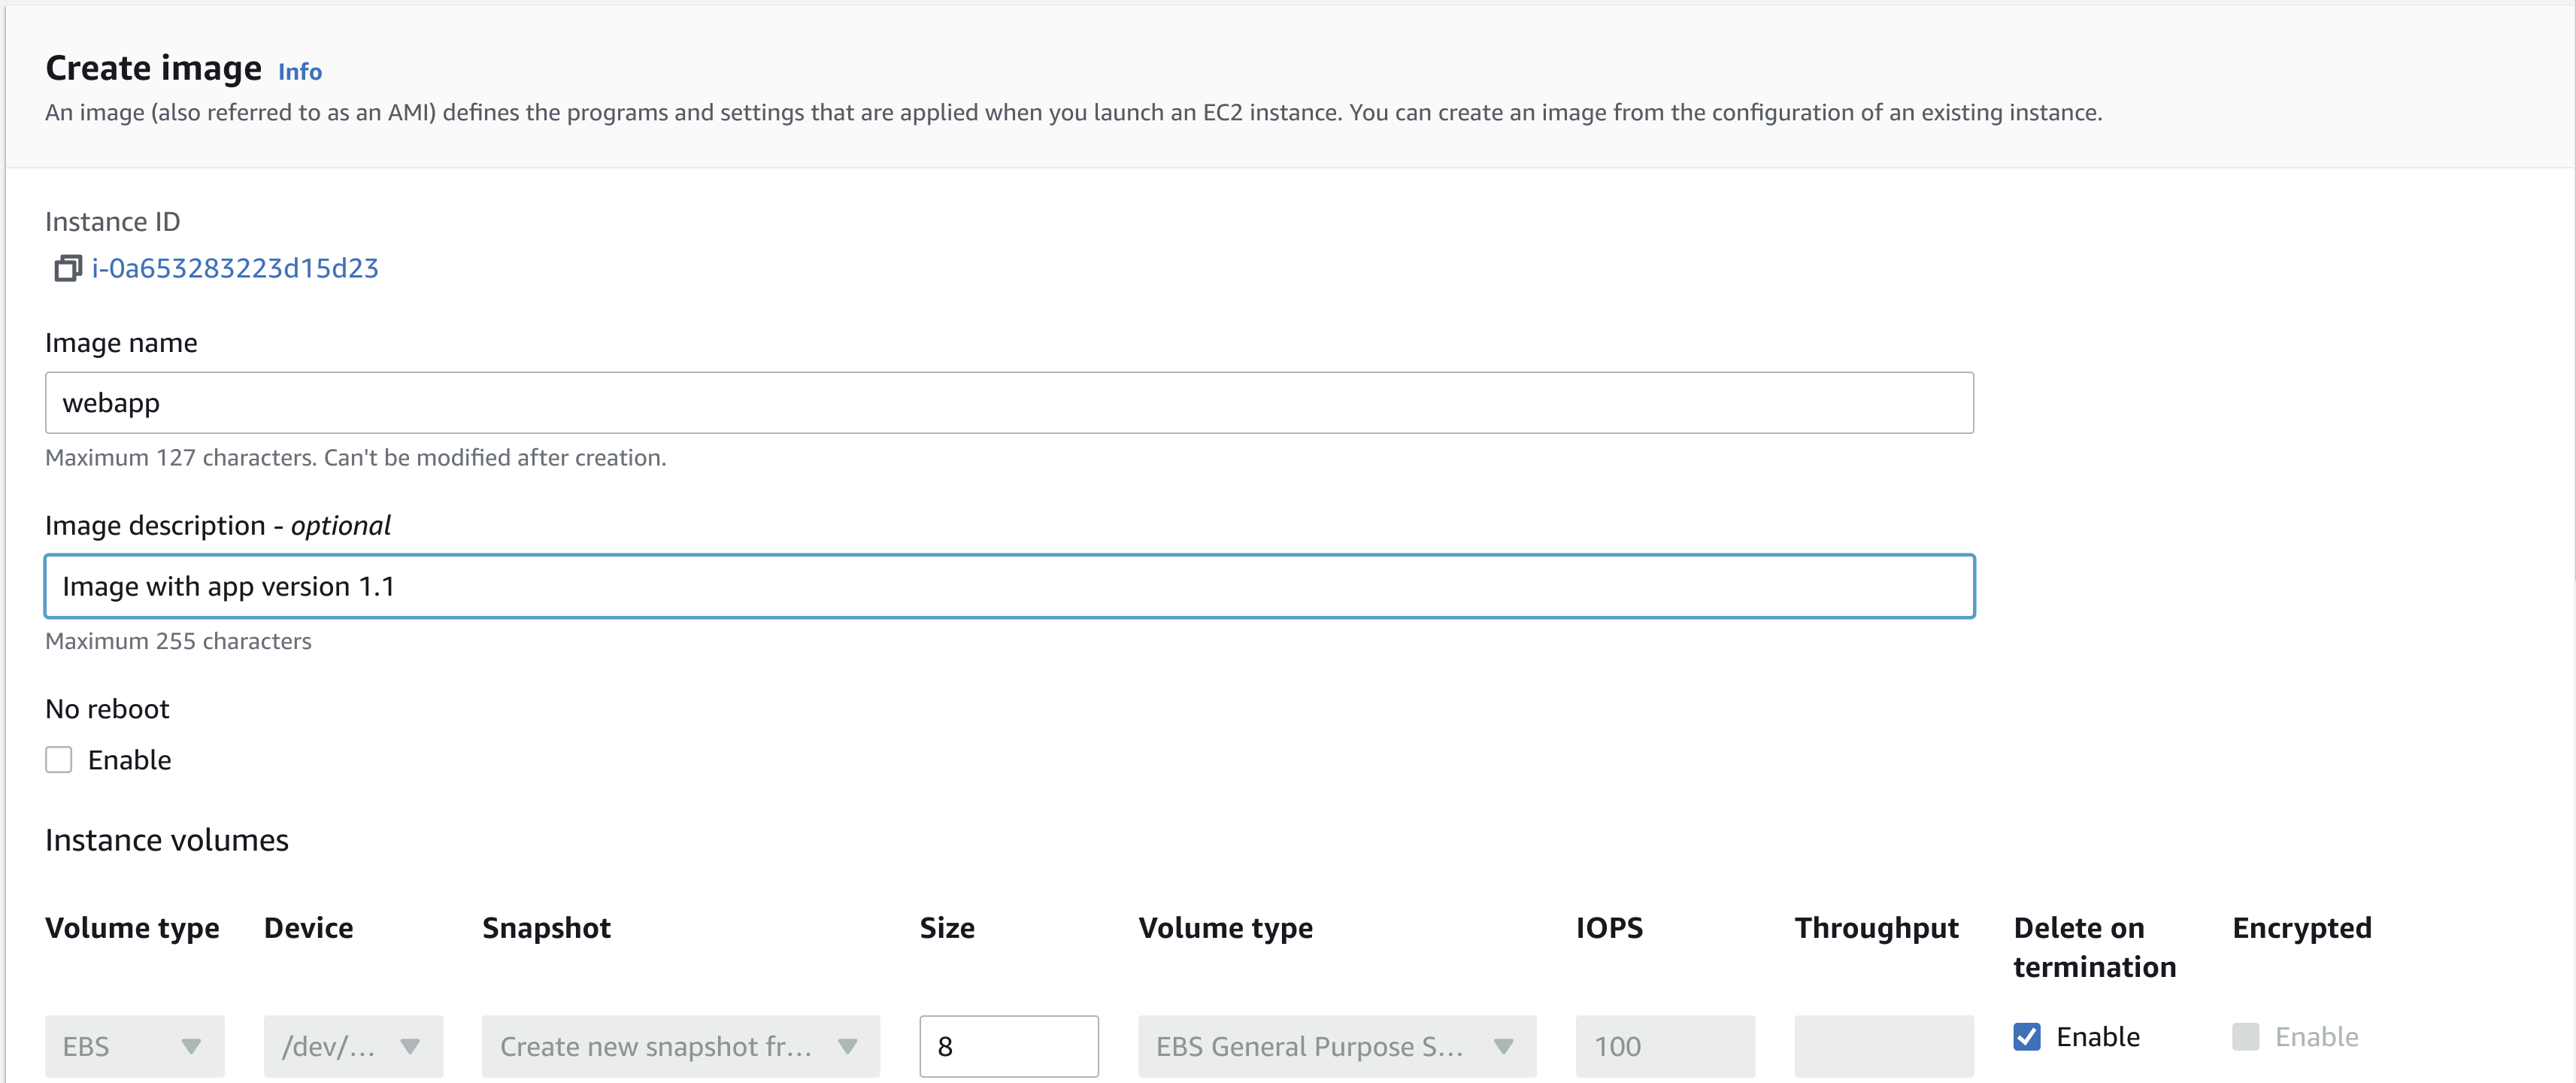 Create image Info
An image (also referred to as an AMI) defines the programs and settings that are applied when you launch an EC2 instance. You can create an image from the configuration of an existing instance.
Instance ID
i-0a653283223d15d23
Image name
webapp
Maximum 127 characters. Can't be modified after creation.
Image description - optional
Image with app version 1.1
Maximum 255 characters
No reboot
Enable
Instance volumes
Volume type Device Snapshot Size Volume type IOPS Throughput Delete on termination Encrypted
EBS /dev/... Create new snapshot fr... 8 EBS General Purpose S... 100 Enable Enable